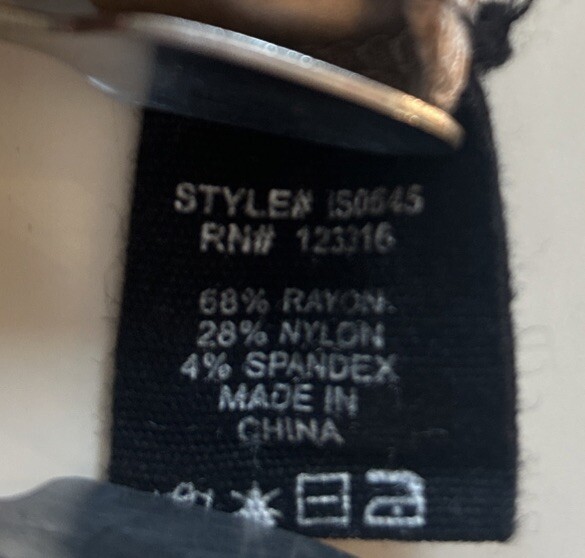 STYLE# IS0645
RN# 123316
68% RAYON
28% NYLON
4% SPANDEX
MADE IN
CHINA